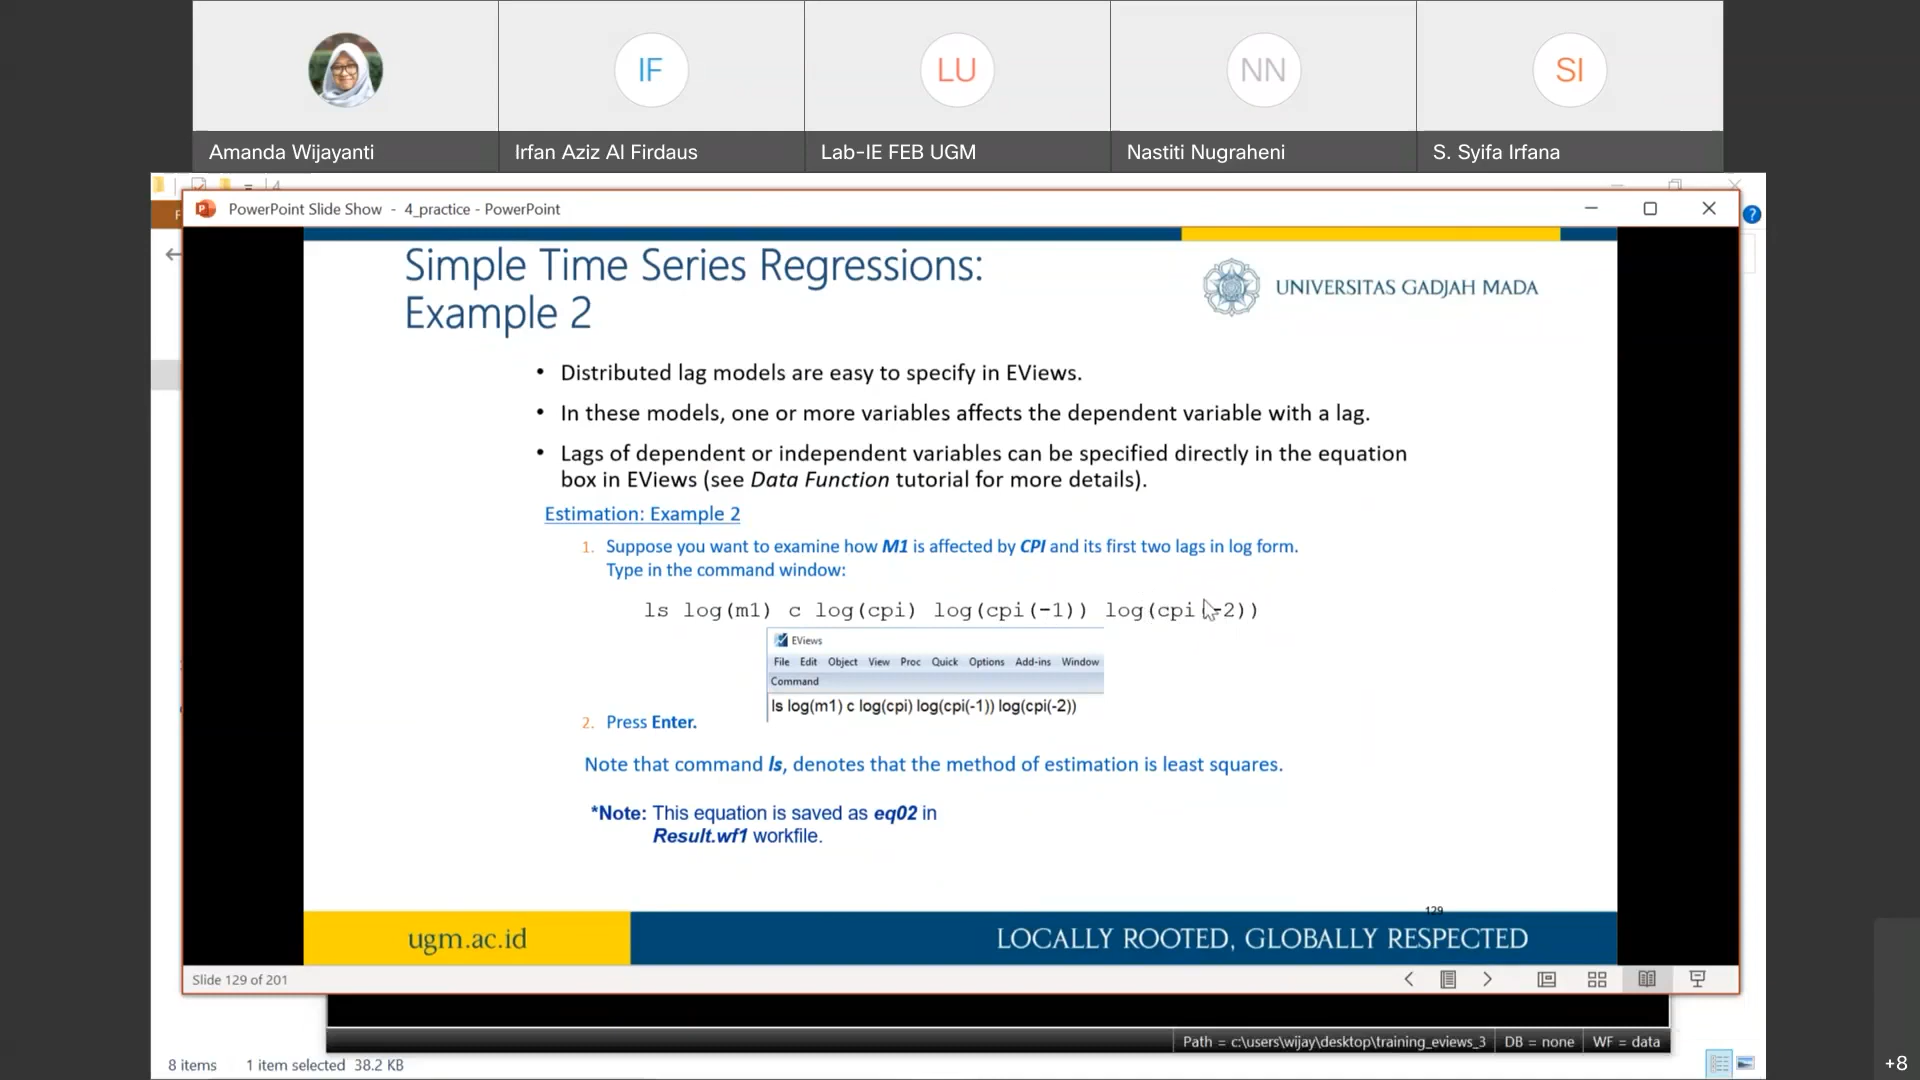 IF
LU
NN
SI
Amanda Wijayanti
Irfan Aziz Al Firdaus
Lab-IE FEB UGM
Nastiti Nugraheni
S. Syifa Irfana
4
PowerPoint Slide Show - 4_practice - PowerPoint
Simple Time Series Regressions:
Example 2
UNIVERSITAS GADJAH MADA
• Distributed lag models are easy to specify in EViews.
• In these models, one or more variables affects the dependent variable with a lag.
• Lags of dependent or independent variables can be specified directly in the equation
box in EViews (see Data Function tutorial for more details).
Estimation: Example 2
1. Suppose you want to examine how M1 is affected by CPI and its first two lags in log form.
Type in the command window:
ls log(m1) c log(cpi) log(cpi(-1)) log(cpi(-2))
EViews
File Edit Object View Proc Quick Options Add-ins Window
Command
ls log(m1) c log(cpi) log(cpi(-1)) log(cpi(-2))
2. Press Enter.
Note that command ls, denotes that the method of estimation is least squares.
*Note: This equation is saved as eq02 in
Result.wf1 workfile.
129
ugm.ac.id
LOCALLY ROOTED, GLOBALLY RESPECTED
Slide 129 of 201
Path = c:\users\wijay\desktop\training_eviews_3 DB = none WF = data
8 items 1 item selected 38.2 KB
+8